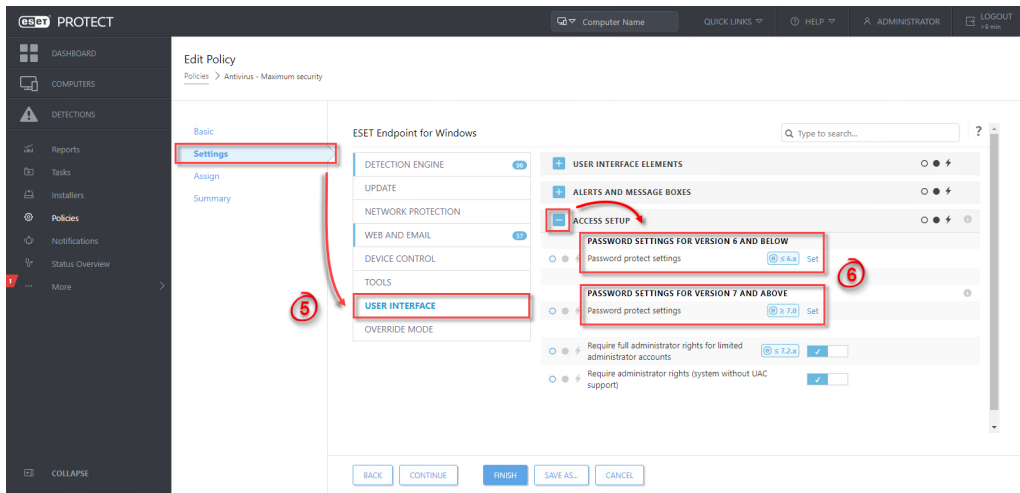 eset PROTECT
Computer Name
QUICK LINKS
HELP
ADMINISTRATOR
LOGOUT
>9 min
DASHBOARD
COMPUTERS
DETECTIONS
Reports
Tasks
Installers
Policies
Notifications
Status Overview
1
More
COLLAPSE
Edit Policy
Policies > Antivirus - Maximum security
Basic
Settings
Assign
Summary
5
ESET Endpoint for Windows
Type to search...
?
DETECTION ENGINE 96
UPDATE
NETWORK PROTECTION
WEB AND EMAIL 57
DEVICE CONTROL
TOOLS
USER INTERFACE
OVERRIDE MODE
USER INTERFACE ELEMENTS
ALERTS AND MESSAGE BOXES
ACCESS SETUP
PASSWORD SETTINGS FOR VERSION 6 AND BELOW
Password protect settings ≤ 6.x Set
6
PASSWORD SETTINGS FOR VERSION 7 AND ABOVE
Password protect settings ≥ 7.0 Set
Require full administrator rights for limited
administrator accounts ≤ 7.2.x
Require administrator rights (system without UAC
support)
BACK CONTINUE FINISH SAVE AS... CANCEL